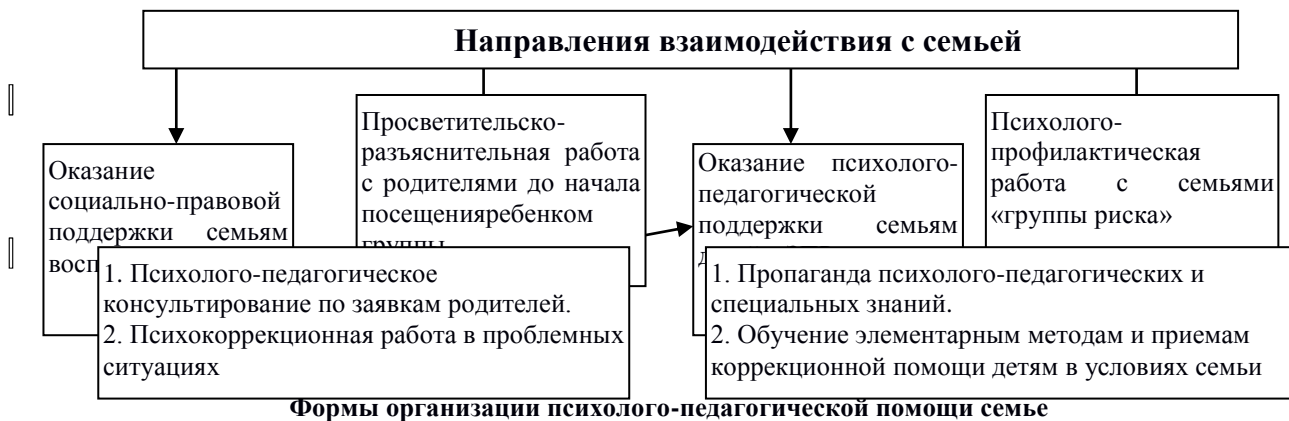 Направления взаимодействия с семьей
Оказание
социально-правовой
поддержки семьям
Просветительско-
разъяснительная работа
с родителями до начала
посещенияребенком
группы
Оказание психолого-
педагогической
поддержки семьям
Психолого-
профилактическая
работа с семьями
«группы риска»
1. Психолого-педагогическое
консультирование по заявкам родителей.
2. Психокоррекционная работа в проблемных
ситуациях
1. Пропаганда психолого-педагогических и
специальных знаний.
2. Обучение элементарным методам и приемам
коррекционной помощи детям в условиях семьи
Формы организации психолого-педагогической помощи семье